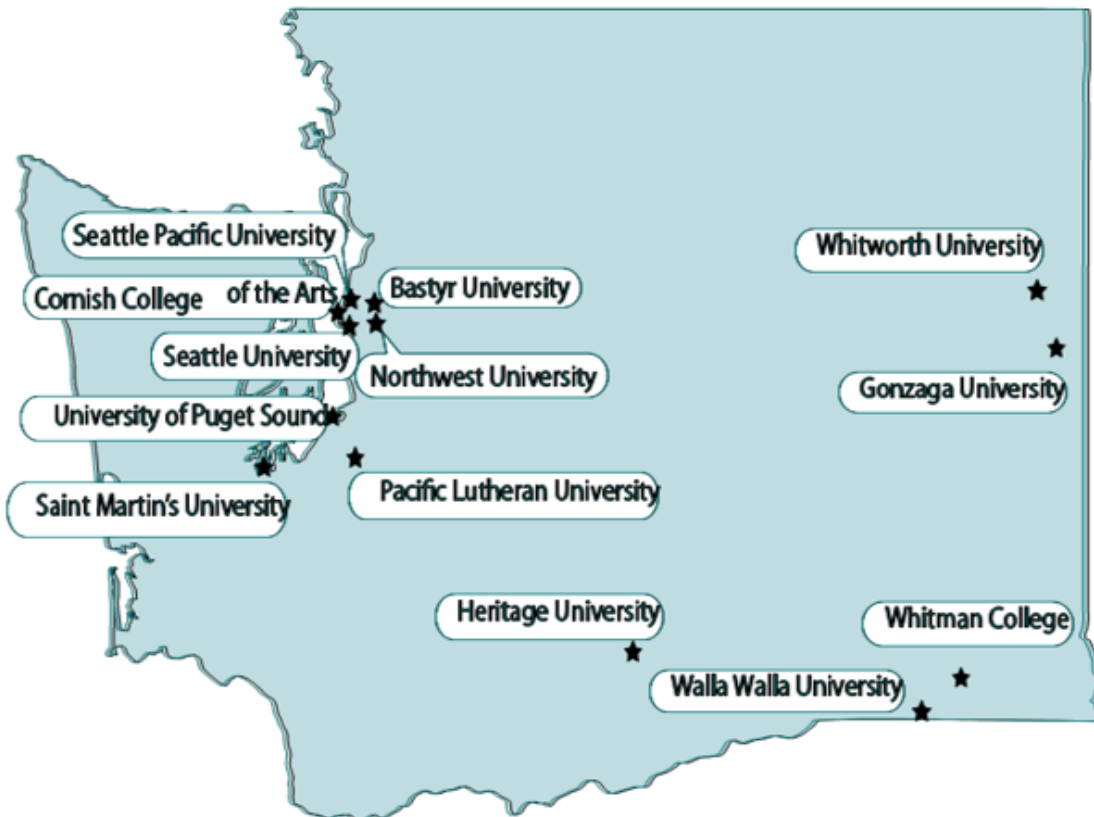 Seattle Pacific University
Whitworth University
Cornish College of the Arts
Bastyr University
Seattle University
Northwest University
Gonzaga University
University of Puget Sound
Saint Martin's University
Pacific Lutheran University
Heritage University
Whitman College
Walla Walla University